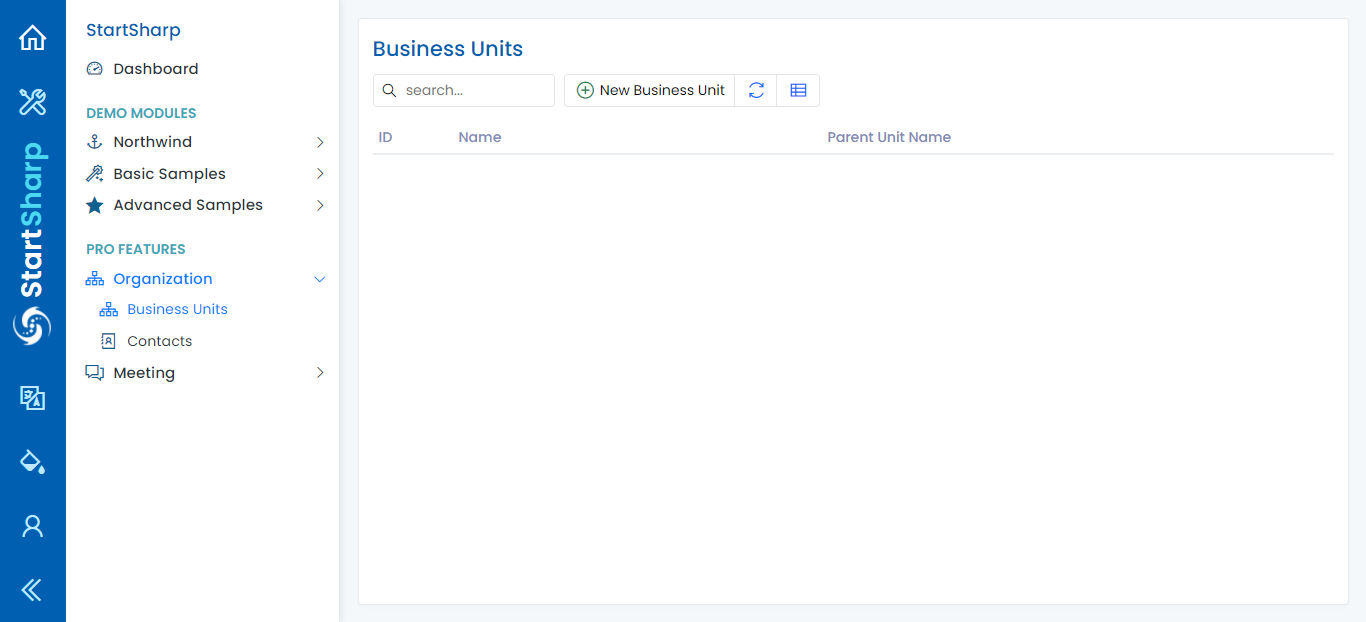 StartSharp
StartSharp
Dashboard
DEMO MODULES
Northwind
Basic Samples
Advanced Samples
PRO FEATURES
Organization
Business Units
Contacts
Meeting
Business Units
search...
New Business Unit
ID Name Parent Unit Name